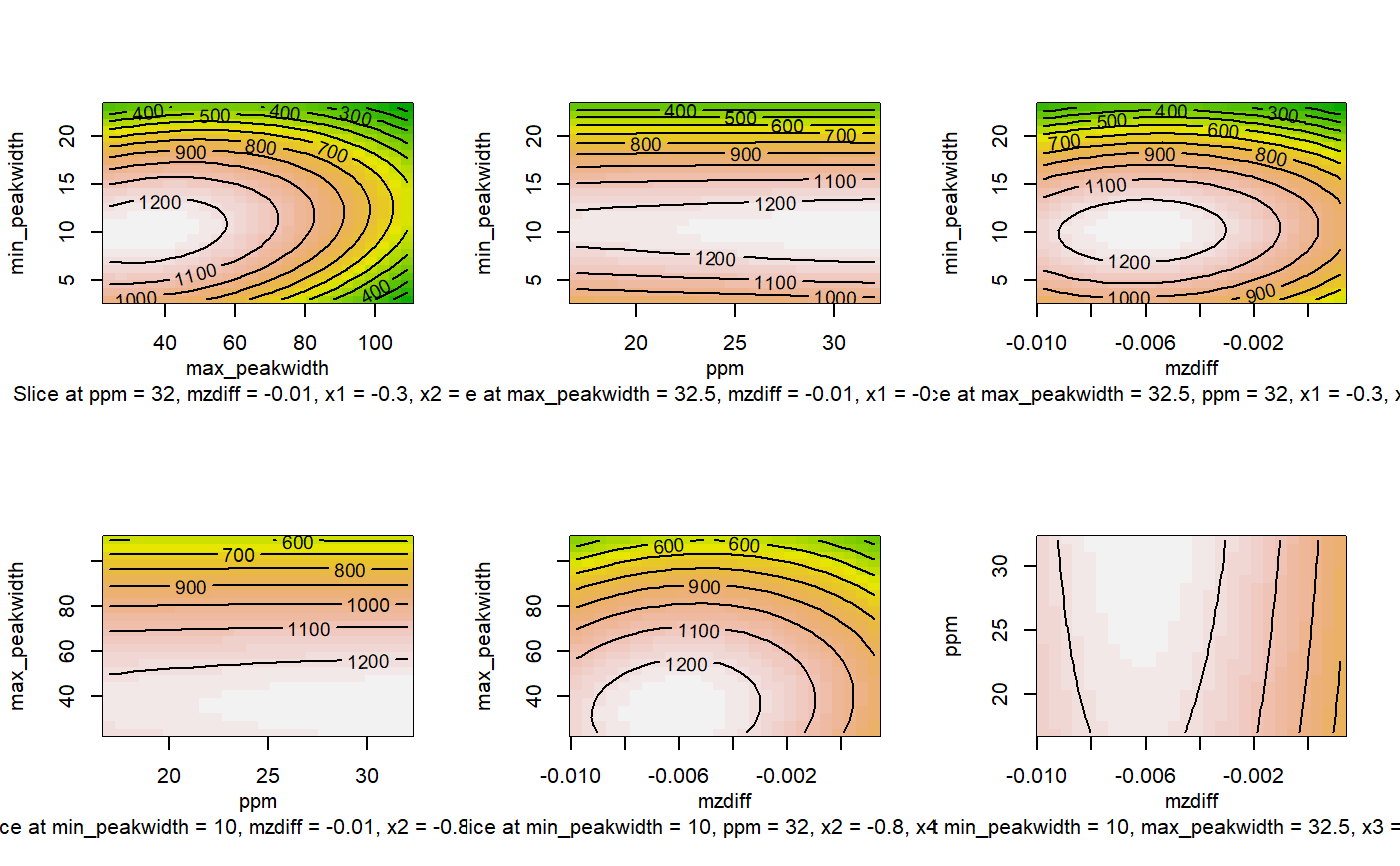 400 500 400 300
900 800 700
1200
1100
1000 400
min_peakwidth
5 10 15 20
40 60 80 100
max_peakwidth
Slice at ppm = 32, mzdiff = -0.01, x1 = -0.3, x2 =
400
500
600
700
800
900
1100
1200
1200
1100
1000
min_peakwidth
5 10 15 20
20 25 30
ppm
e at max_peakwidth = 32.5, mzdiff = -0.01, x1 = -0
400 300
500 600
700
900 800
1100
1200
1000 900
min_peakwidth
5 10 15 20
-0.010 -0.006 -0.002
mzdiff
e at max_peakwidth = 32.5, ppm = 32, x1 = -0.3, x
600
700
800
900
1000
1100
1200
max_peakwidth
40 60 80
20 25 30
ppm
ce at min_peakwidth = 10, mzdiff = -0.01, x2 = -0.8
600 600
900
1100
1200
max_peakwidth
40 60 80
-0.010 -0.006 -0.002
mzdiff
ice at min_peakwidth = 10, ppm = 32, x2 = -0.8, x4
ppm
20 25 30
-0.010 -0.006 -0.002
mzdiff
t min_peakwidth = 10, max_peakwidth = 32.5, x3 =